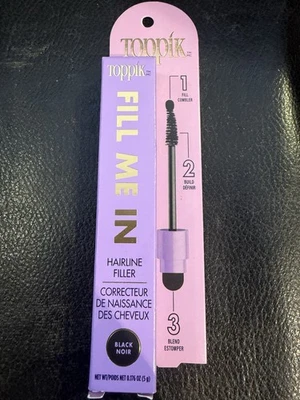 TOPPIK
TOPPIK
FILL ME IN
HAIRLINE
FILLER
CORRECTEUR
DE NAISSANCE
DES CHEVEUX
BLACK
NOIR
NET WT/POIDS NET 0.176 OZ (5 g)
1
FILL
COMBLER
2
BUILD
DÉFINIR
3
BLEND
ESTOMPER